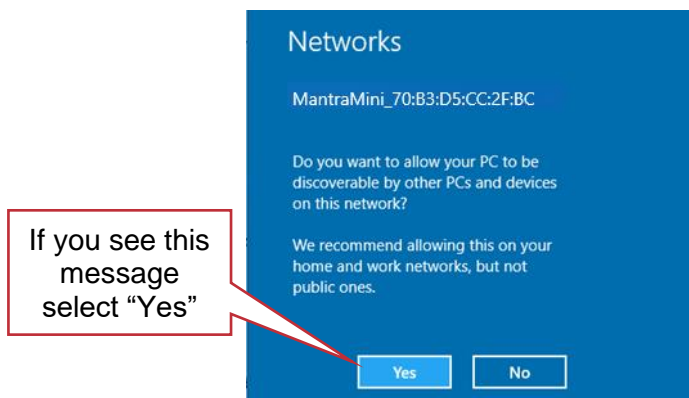 Networks
MantraMini_70:B3:D5:CC:2F:BC
Do you want to allow your PC to be
discoverable by other PCs and devices
on this network?
We recommend allowing this on your
home and work networks, but not
public ones.
If you see this
message
select “Yes”
Yes
No